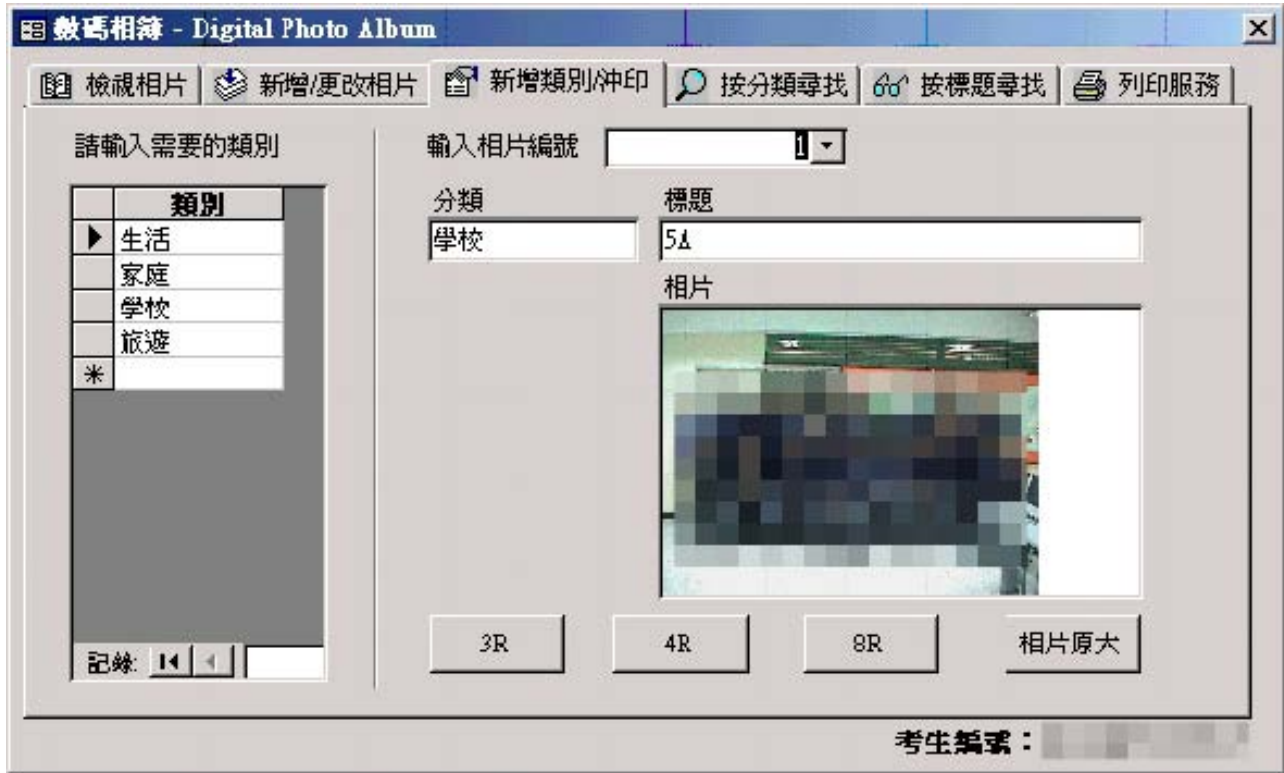 數碼相簿 - Digital Photo Album
檢視相片 新增/更改相片 新增類別/沖印 按分類尋找 按標題尋找 列印服務
請輸入需要的類別
類別
生活
家庭
學校
旅遊
記錄:
輸入相片編號 1
分類 標題
學校 5A
相片
3R 4R 8R 相片原大
考生編號：